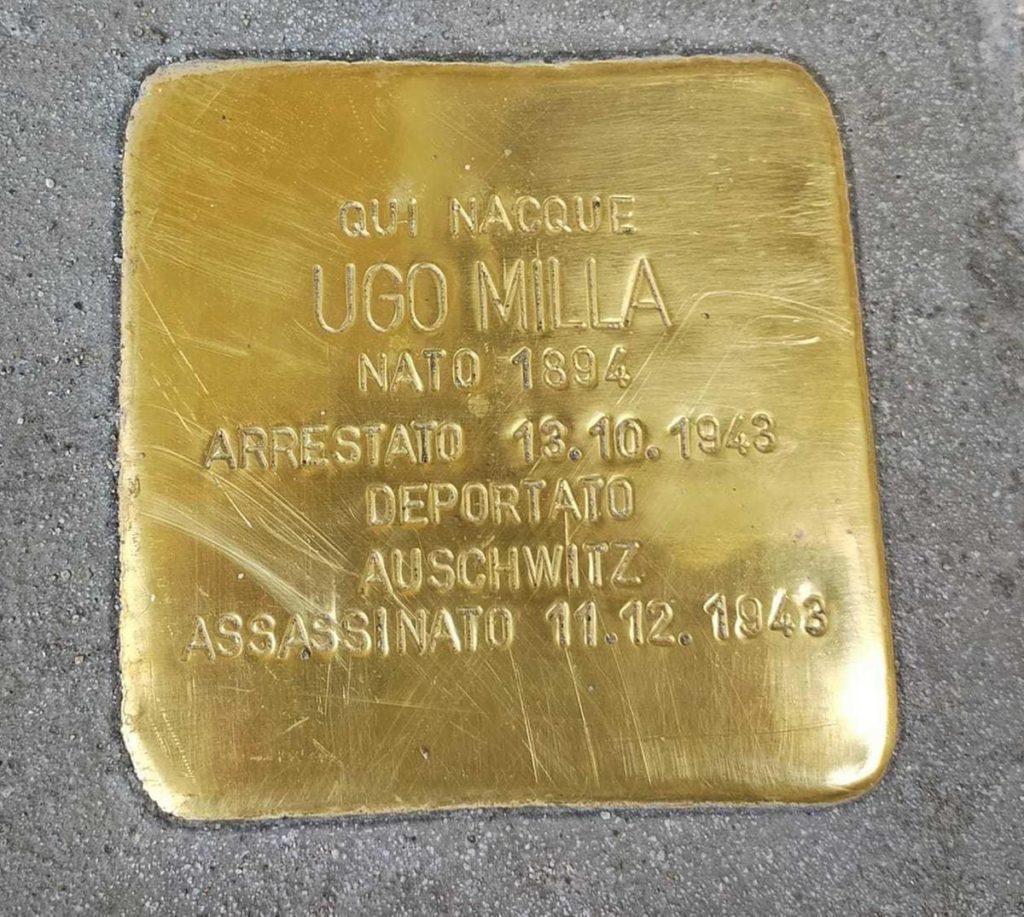 QUI NACQUE
UGO MILLA
NATO 1894
ARRESTATO 13.10.1943
DEPORTATO
AUSCHWITZ
ASSASSINATO 11.12.1943